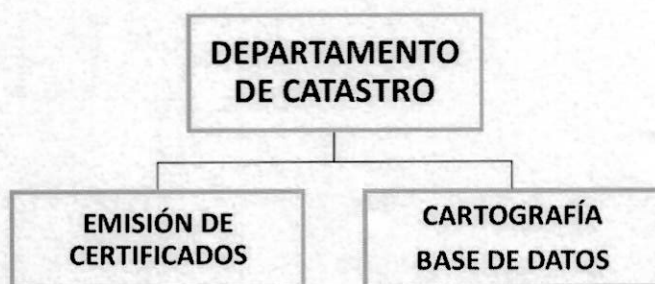 DEPARTAMENTO
DE CATASTRO
EMISIÓN DE
CERTIFICADOS
CARTOGRAFÍA
BASE DE DATOS